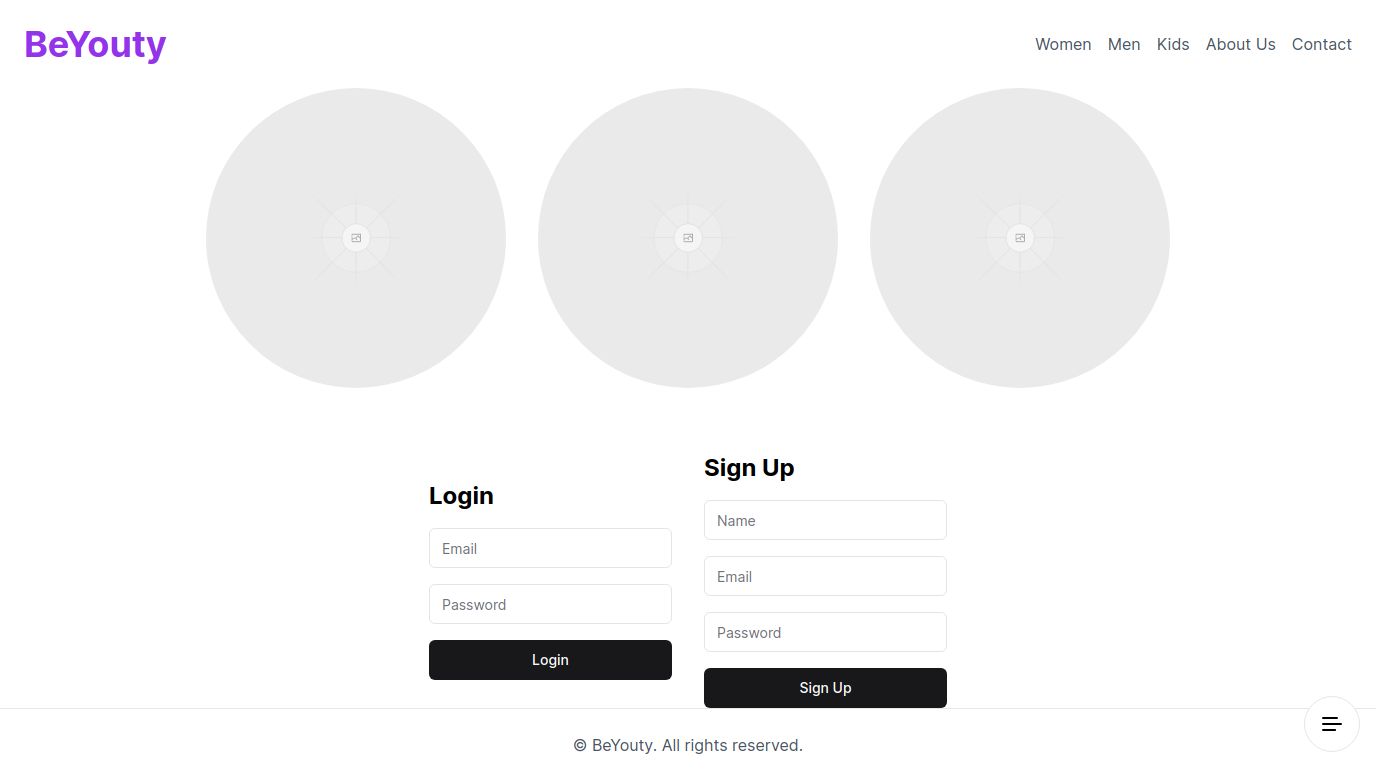 BeYouty
Women Men Kids About Us Contact
Login
Email
Password
Login
Sign Up
Name
Email
Password
Sign Up
© BeYouty. All rights reserved.